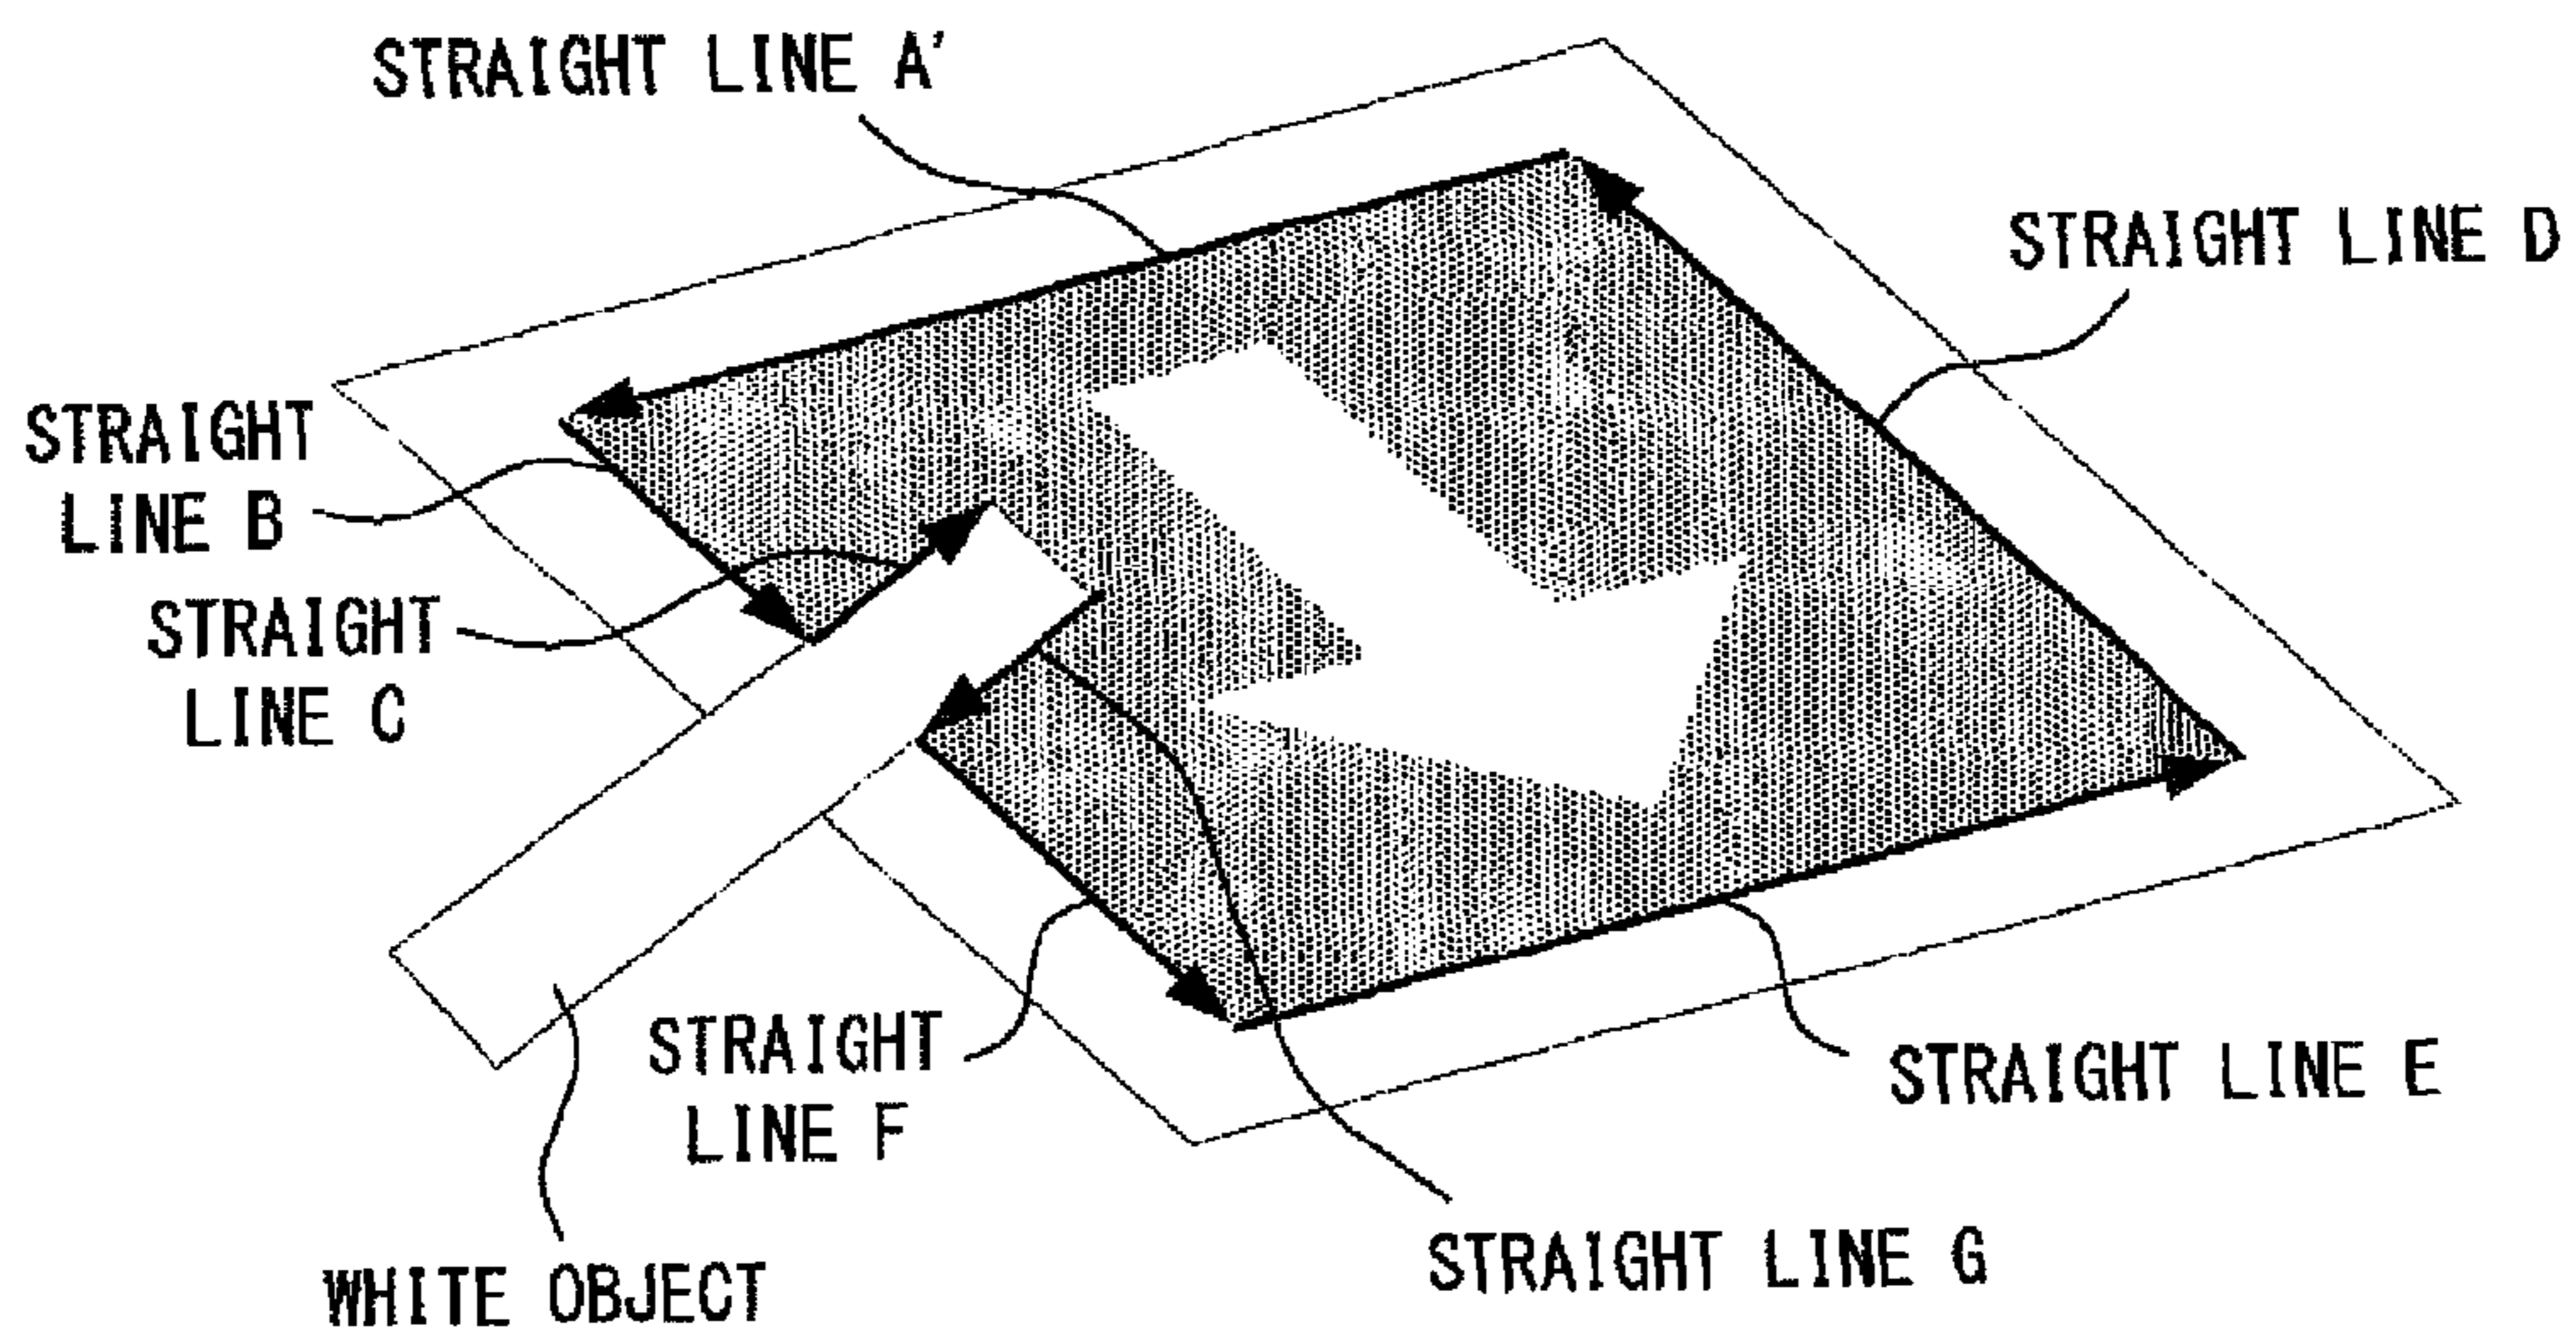 STRAIGHT LINE A'
STRAIGHT LINE D
STRAIGHT
LINE B
STRAIGHT
LINE C
STRAIGHT
LINE F
STRAIGHT LINE E
STRAIGHT LINE G
WHITE OBJECT